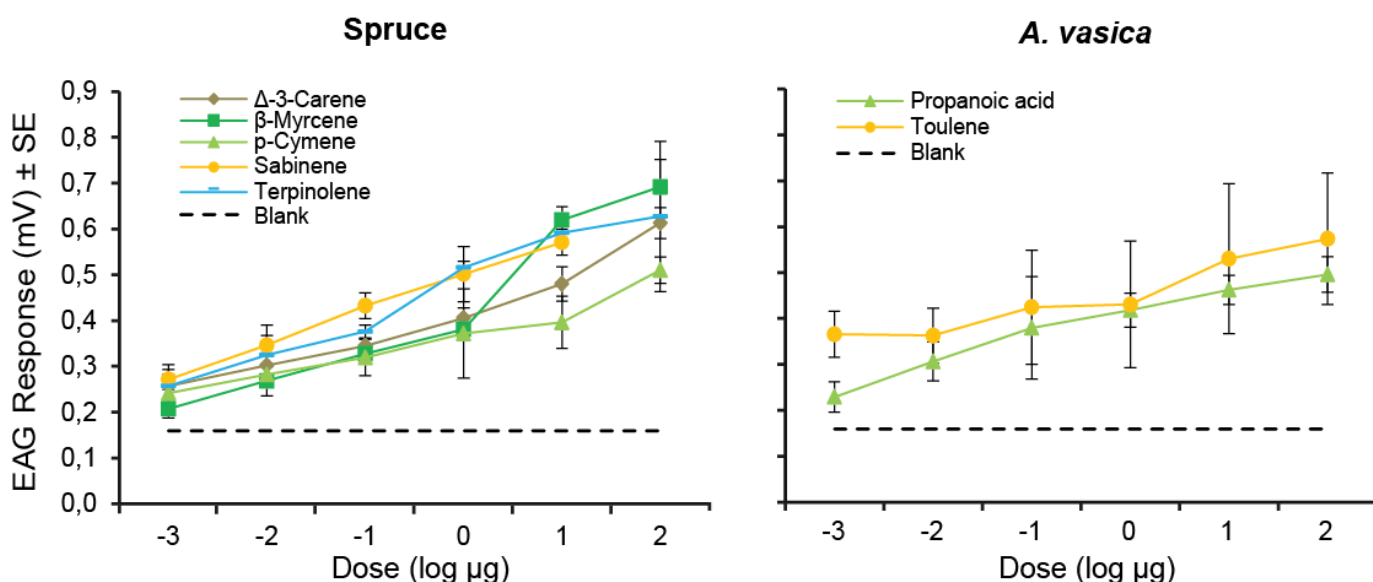 Spruce
Δ-3-Carene
β-Myrcene
p-Cymene
Sabinene
Terpinolene
Blank
EAG Response (mV) ± SE
0,9
0,8
0,7
0,6
0,5
0,4
0,3
0,2
0,1
0,0
-3 -2 -1 0 1 2
Dose (log µg)
A. vasica
Propanoic acid
Toulene
Blank
-3 -2 -1 0 1 2
Dose (log µg)